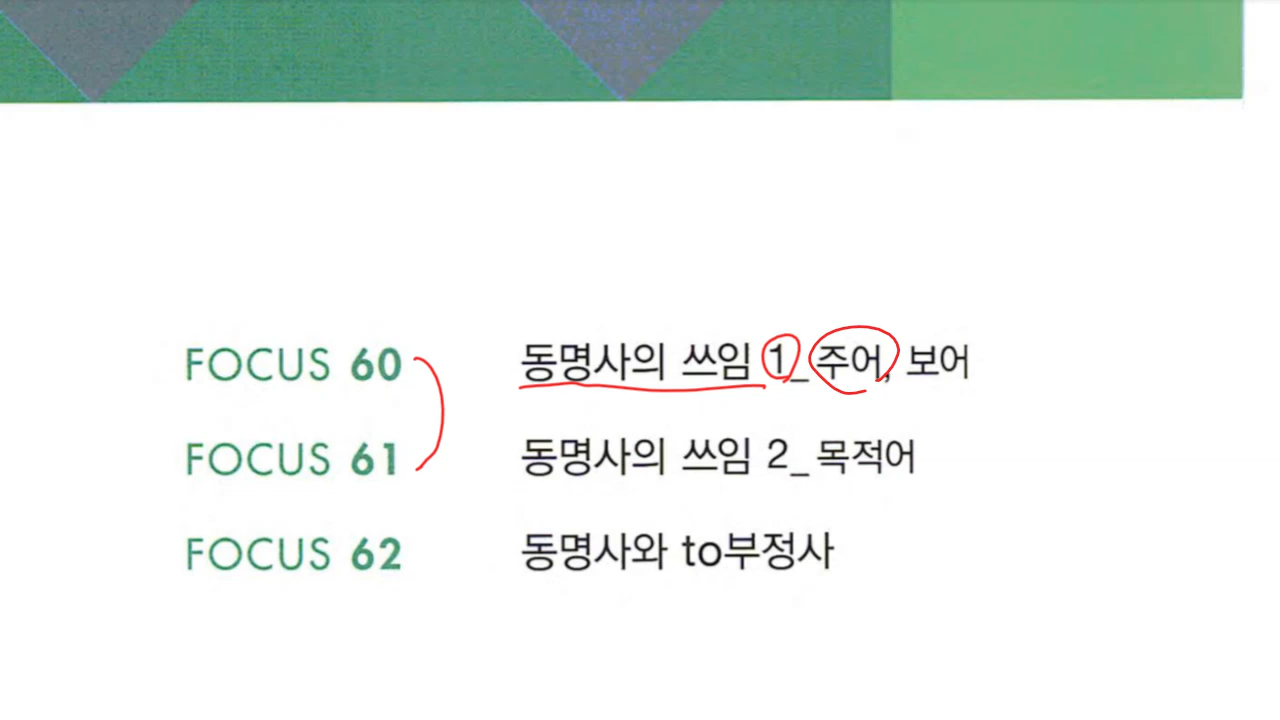 FOCUS 60 동명사의 쓰임 1_ 주어, 보어
FOCUS 61 동명사의 쓰임 2_ 목적어
FOCUS 62 동명사와 to부정사